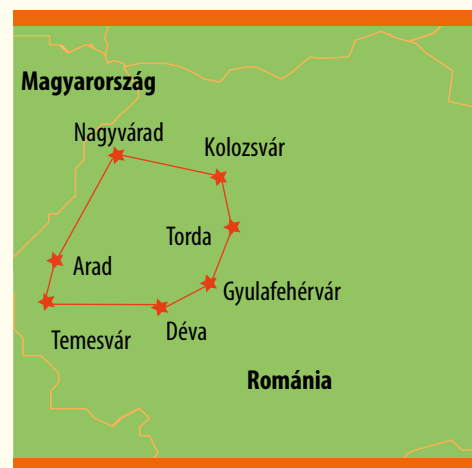 Magyarország
Nagyvárad
Kolozsvár
Torda
Arad
Gyulafehérvár
Temesvár
Déva
Románia